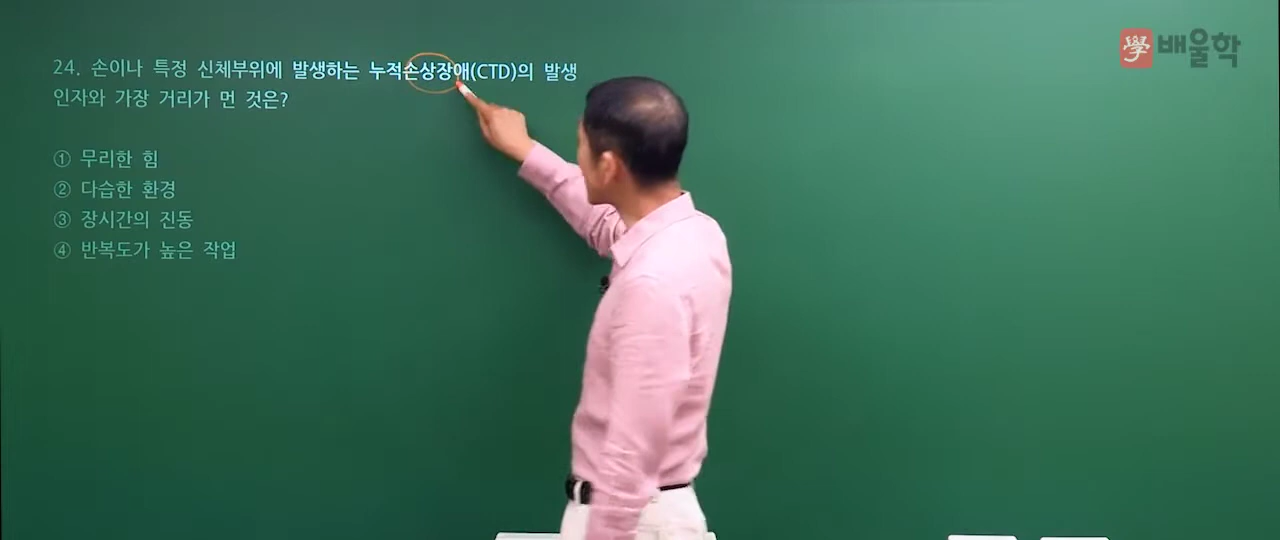 學 배울학
24. 손이나 특정 신체부위에 발생하는 누적손상장애(CTD)의 발생
인자와 가장 거리가 먼 것은?
① 무리한 힘
② 다습한 환경
③ 장시간의 진동
④ 반복도가 높은 작업